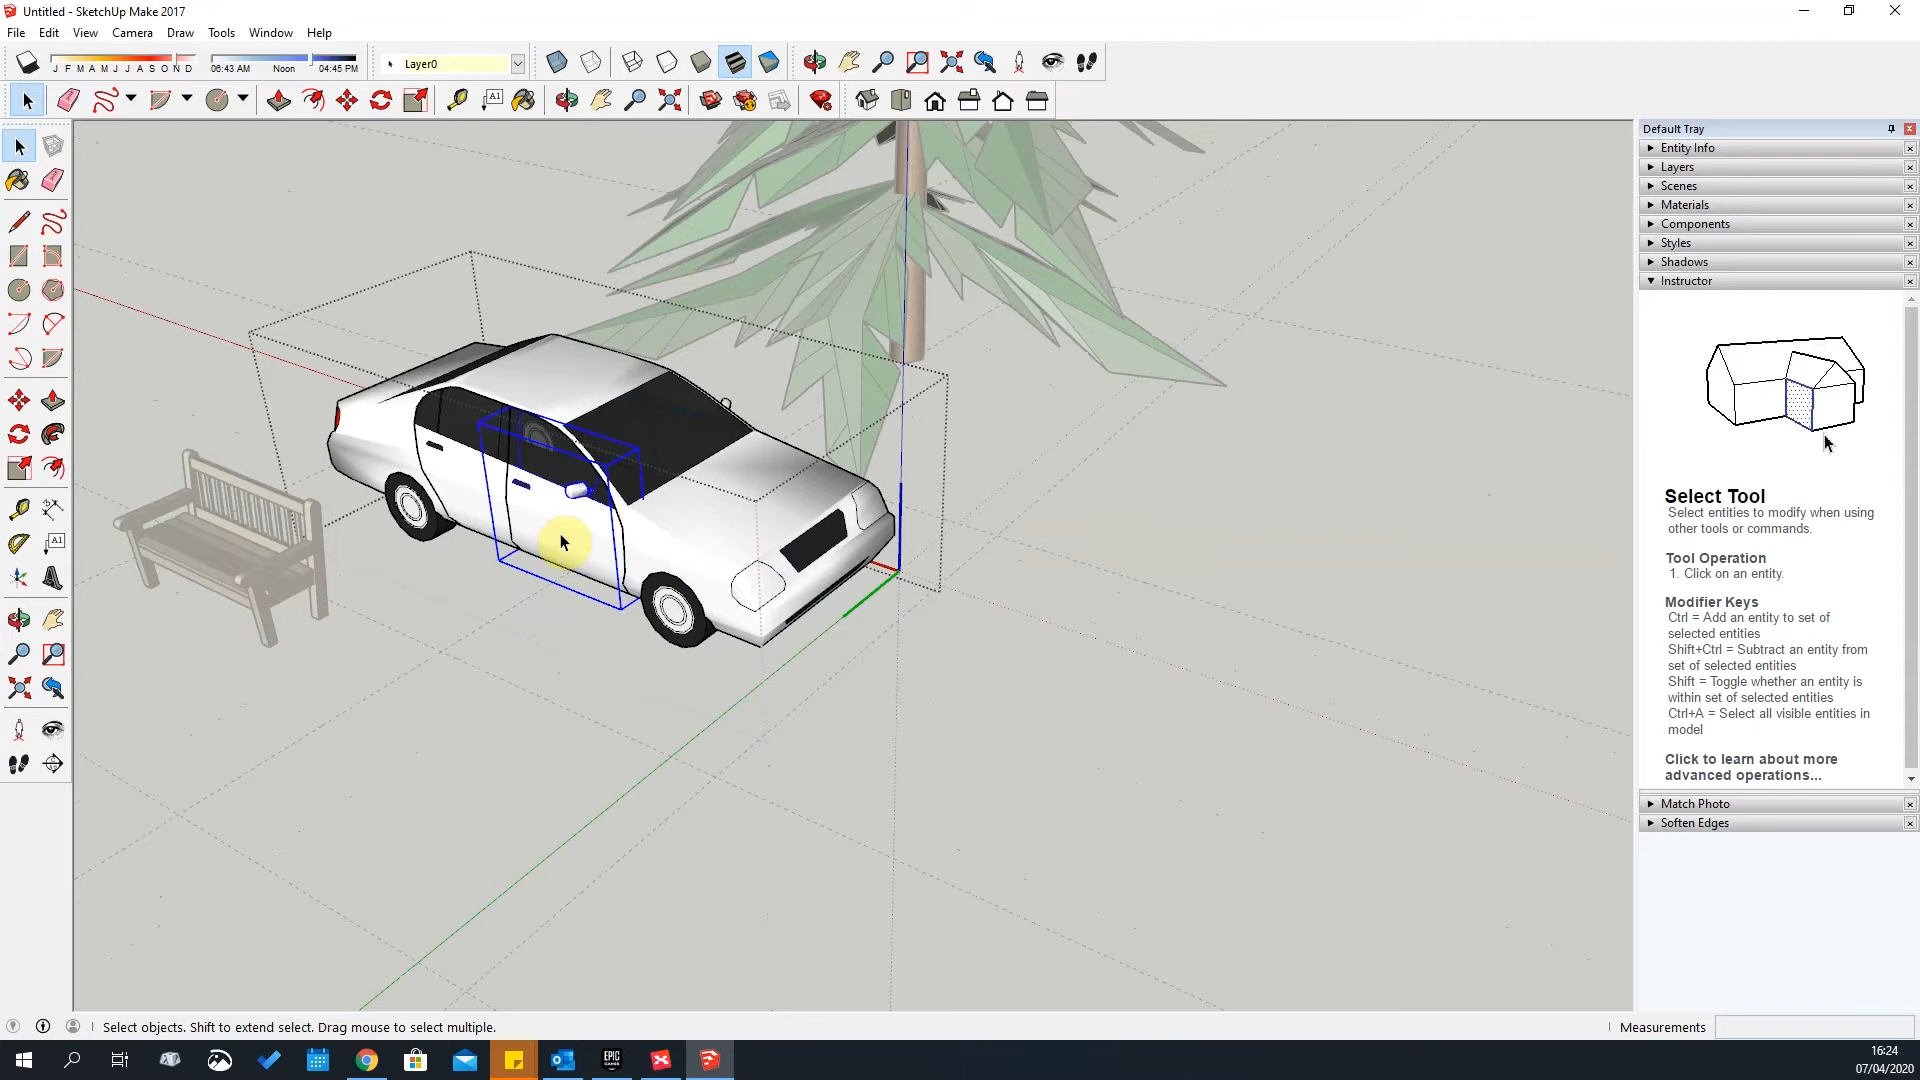 Untitled - SketchUp Make 2017
File Edit View Camera Draw Tools Window Help
J F M A M J J A S O N D
06:43 AM Noon 04:45 PM
Layer0
A1
Default Tray
Entity Info
Layers
Scenes
Materials
Components
Styles
Shadows
Instructor
A1
Select Tool
Select entities to modify when using
other tools or commands.
Tool Operation
1. Click on an entity.
Modifier Keys
Ctrl = Add an entity to set of
selected entities
Shift+Ctrl = Subtract an entity from
set of selected entities
Shift = Toggle whether an entity is
within set of selected entities
Ctrl+A = Select all visible entities in
model
Click to learn about more
advanced operations...
Match Photo
Soften Edges
Select objects. Shift to extend select. Drag mouse to select multiple.
Measurements
EPIC
GAMES
16:24
07/04/2020